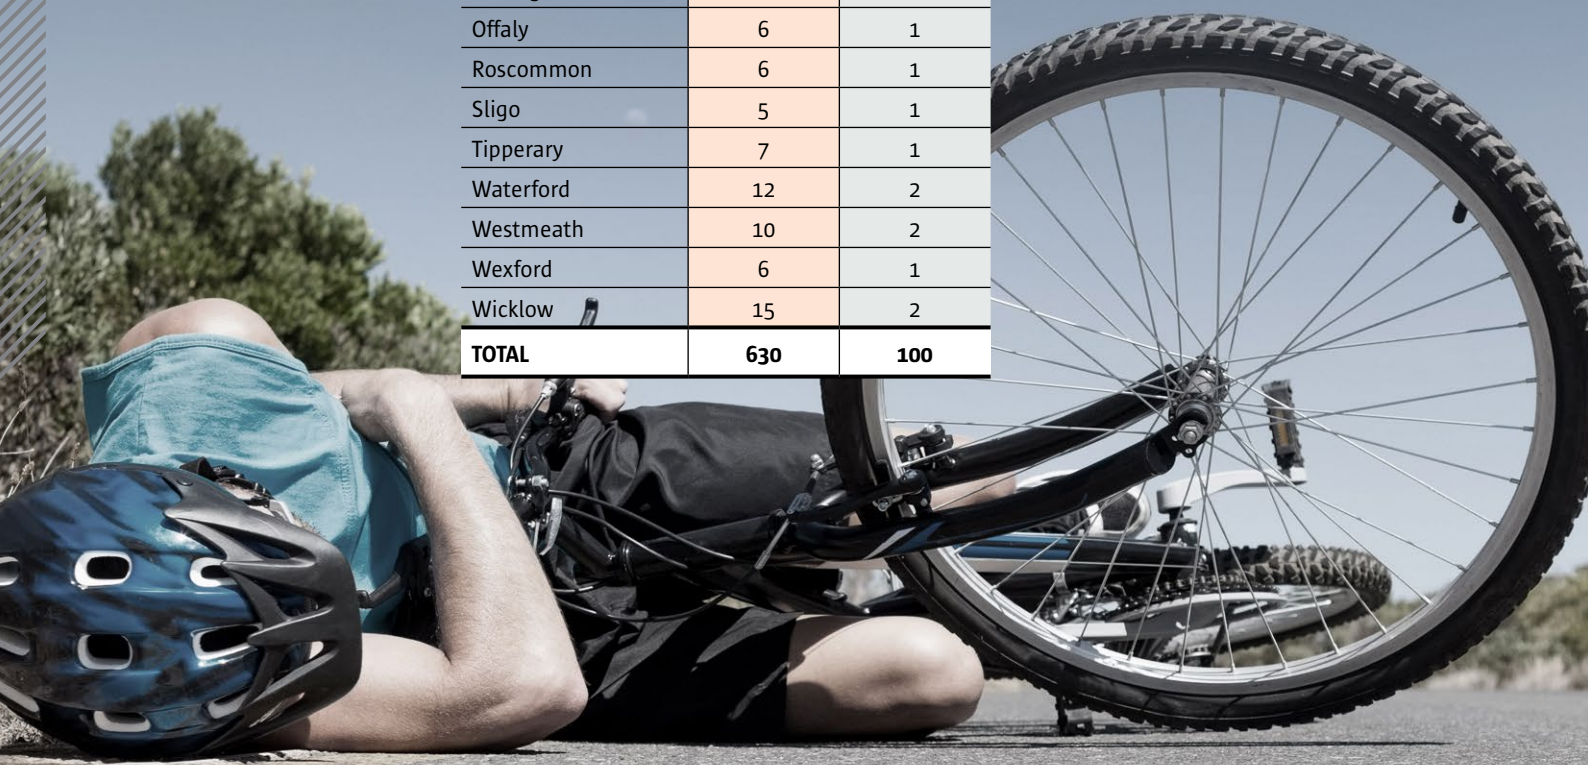 Offaly 6 1
Roscommon 6 1
Sligo 5 1
Tipperary 7 1
Waterford 12 2
Westmeath 10 2
Wexford 6 1
Wicklow 15 2
TOTAL 630 100